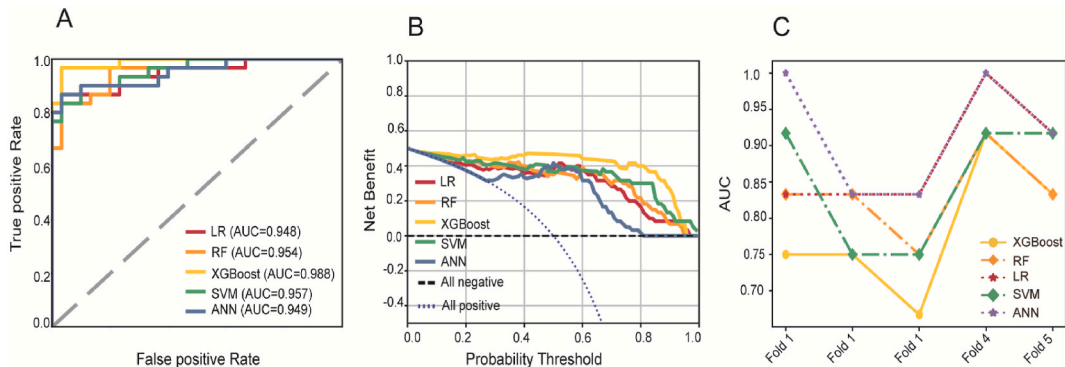 A
True positive Rate
1.0
0.8
0.6
0.4
0.2
0.0
LR (AUC=0.948)
RF (AUC=0.954)
XGBoost (AUC=0.988)
SVM (AUC=0.957)
ANN (AUC=0.949)
False positive Rate
B
Net Benefit
1.0
0.8
0.6
0.4
0.2
0.0
-0.2
-0.4
LR
RF
XGBoost
SVM
ANN
All negative
All positive
0.0 0.2 0.4 0.6 0.8 1.0
Probability Threshold
C
AUC
1.0
0.95
0.90
0.85
0.80
0.75
0.70
XGBoost
RF
LR
SVM
ANN
Fold 1 Fold 1 Fold 1 Fold 4 Fold 5